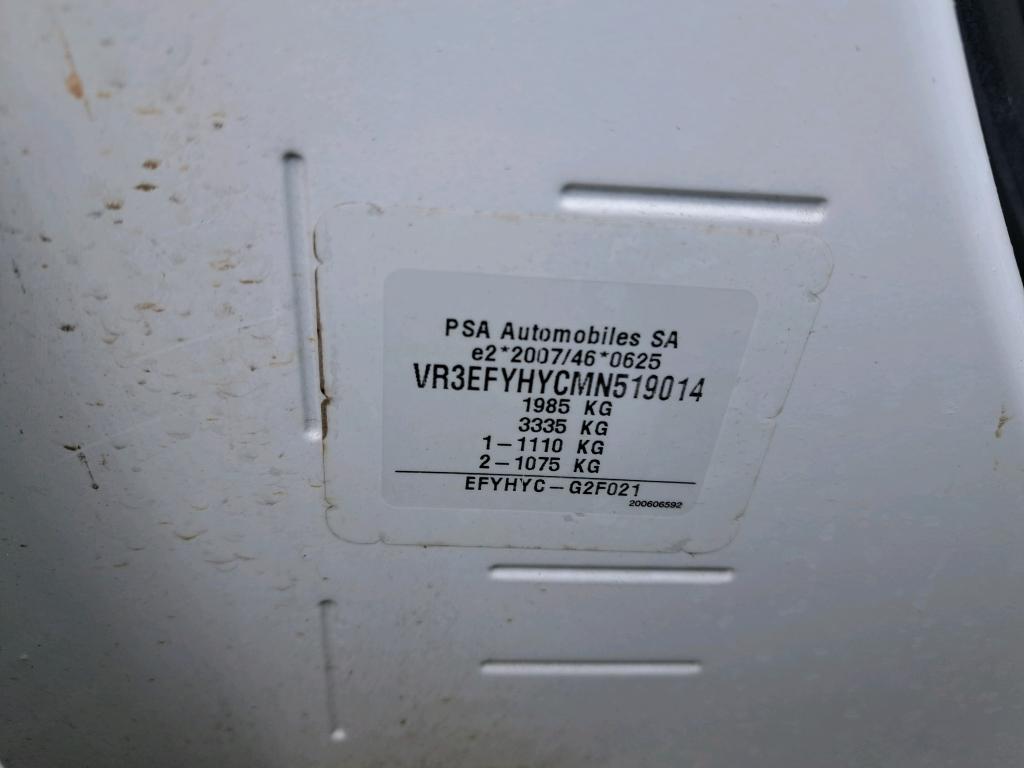 PSA Automobiles SA
e2*2007/46*0625
VR3EFYHYCMN519014
1985 KG
3335 KG
1-1110 KG
2-1075 KG
EFYHYC-G2F021
200606592